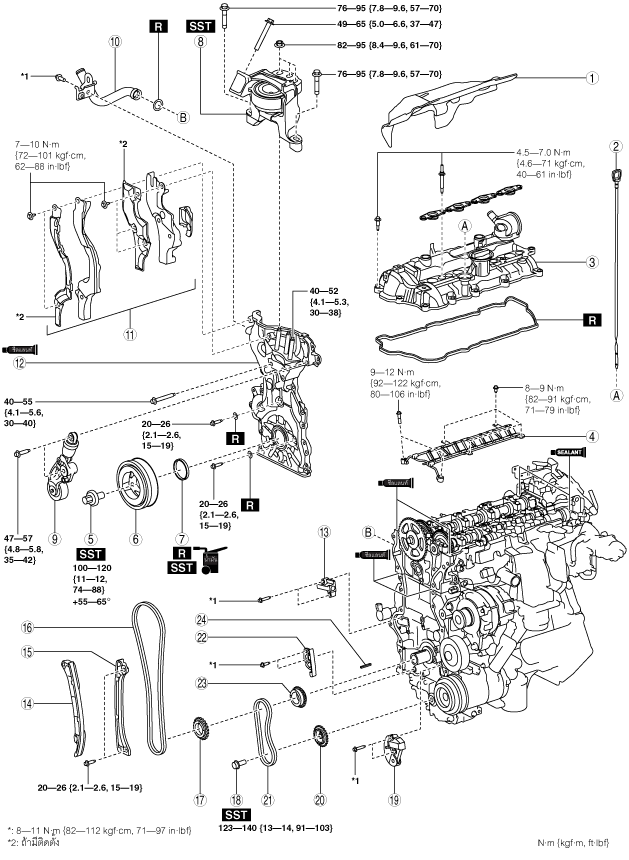 76—95 {7.8—9.6, 57—70}
49—65 {5.0—6.6, 37—47}
82—95 {8.4—9.6, 61—70}
76—95 {7.8—9.6, 57—70}
⑩
R
SST
⑧
*1
B
①
7—10 N·m
{72—101 kgf·cm,
62—88 in·lbf}
*2
4.5—7.0 N·m
{4.6—71 kgf·cm,
40—61 in·lbf}
②
A
③
*2
⑪
40—52
{4.1—5.3,
30—38}
R
⑫
9—12 N·m
{92—122 kgf·cm,
80—106 in·lbf}
8—9 N·m
{82—91 kgf·cm,
71—79 in·lbf}
A
40—55
{4.1—5.6,
30—40}
20—26
{2.1—2.6,
15—19}
R
④
SEALANT
47—57
{4.8—5.8,
35—42}
⑨
⑤
⑥
⑦
20—26
{2.1—2.6,
15—19}
R
SST
100—120
{11—12,
74—88}
+55—65°
R
SST
⑬
B
*1
⑯
⑮
㉔
㉒
*1
⑭
㉓
20—26 {2.1—2.6, 15—19}
⑰
⑱
㉑
⑳
*1
⑲
SST
123—140 {13—14, 91—103}
*: 8—11 N·m {82—112 kgf·cm, 71—97 in·lbf}
*2: ถ้ามีติดตั้ง
N·m {kgf·m, ft·lbf}